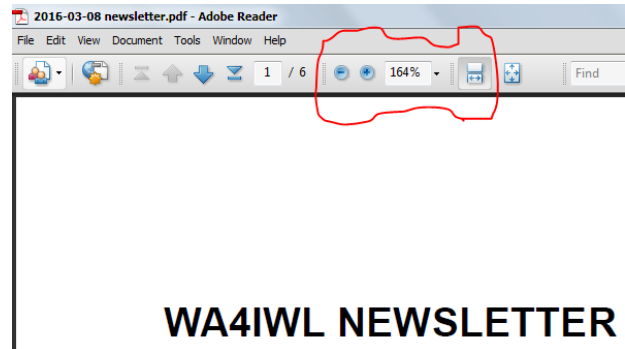 2016-03-08 newsletter.pdf - Adobe Reader
File Edit View Document Tools Window Help
1 / 6 164% Find
WA4IWL NEWSLETTER